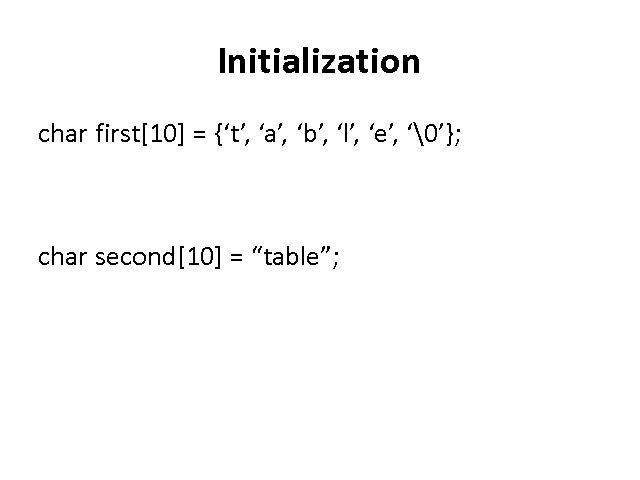 Initialization
char first[10] = {‘t’, ‘a’, ‘b’, ‘l’, ‘e’, ‘\0’};
char second[10] = “table”;